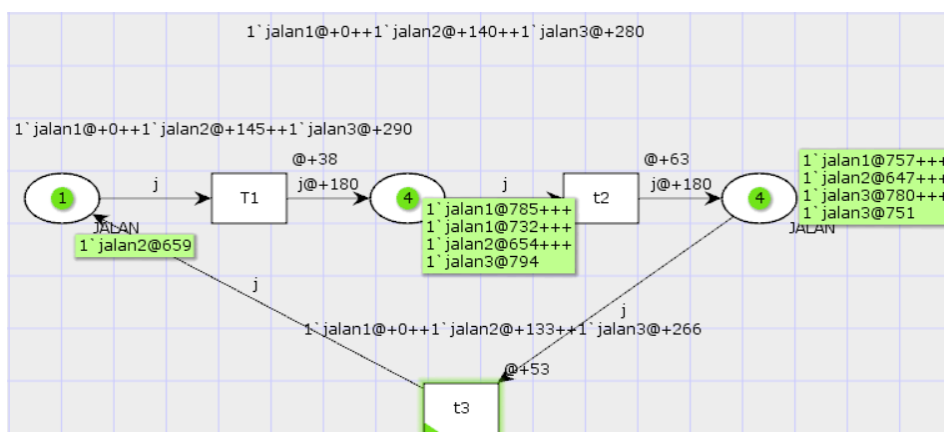 1`jalan1@+0++1`jalan2@+140++1`jalan3@+280
1`jalan1@+0++1`jalan2@+145++1`jalan3@+290
@+38
@+63
1
j
T1
j@+180
4
j
t2
j@+180
4
1`jalan1@757+++
1`jalan2@647+++
1`jalan3@780+++
1`jalan3@751
JALAN
1`jalan2@659
1`jalan1@785+++
1`jalan1@732+++
1`jalan2@654+++
1`jalan3@794
JALAN
j
j
1`jalan1@+0++1`jalan2@+133++1`jalan3@+266
@+53
t3